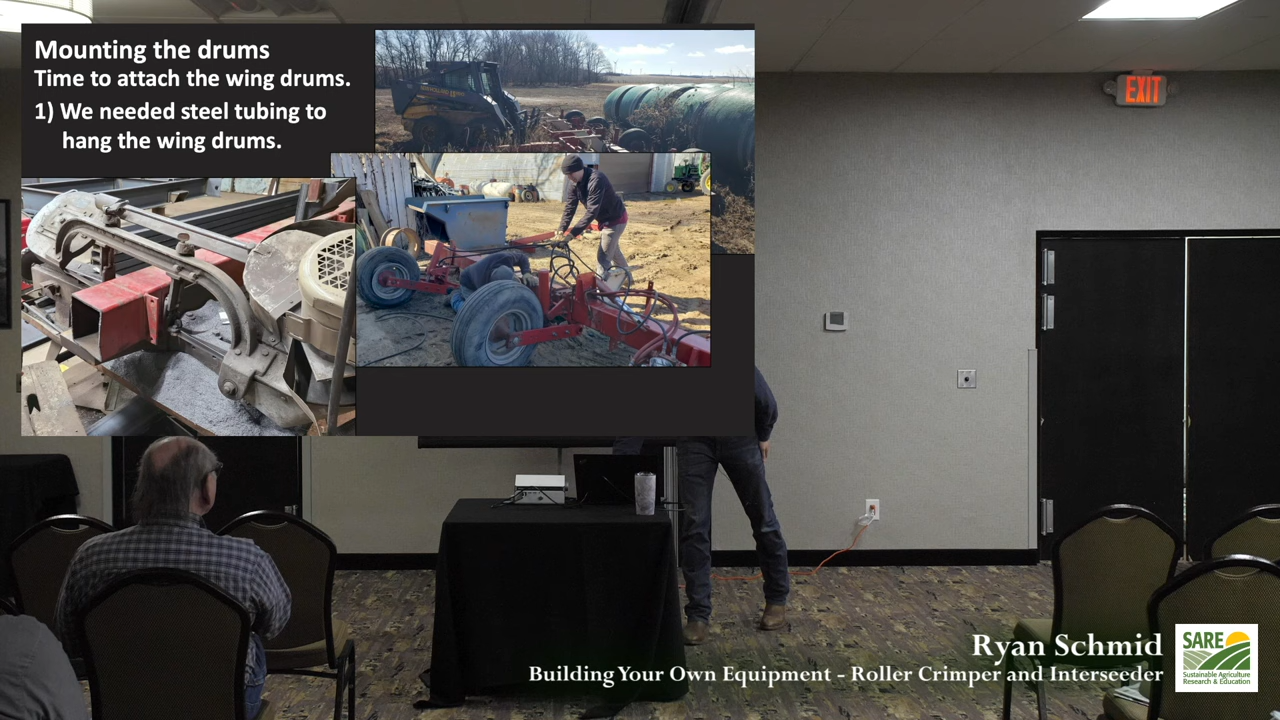 Mounting the drums
Time to attach the wing drums.
1) We needed steel tubing to
hang the wing drums.
EXIT
Ryan Schmid
Building Your Own Equipment - Roller Crimper and Interseeder
SARE
Sustainable Agriculture
Research & Education